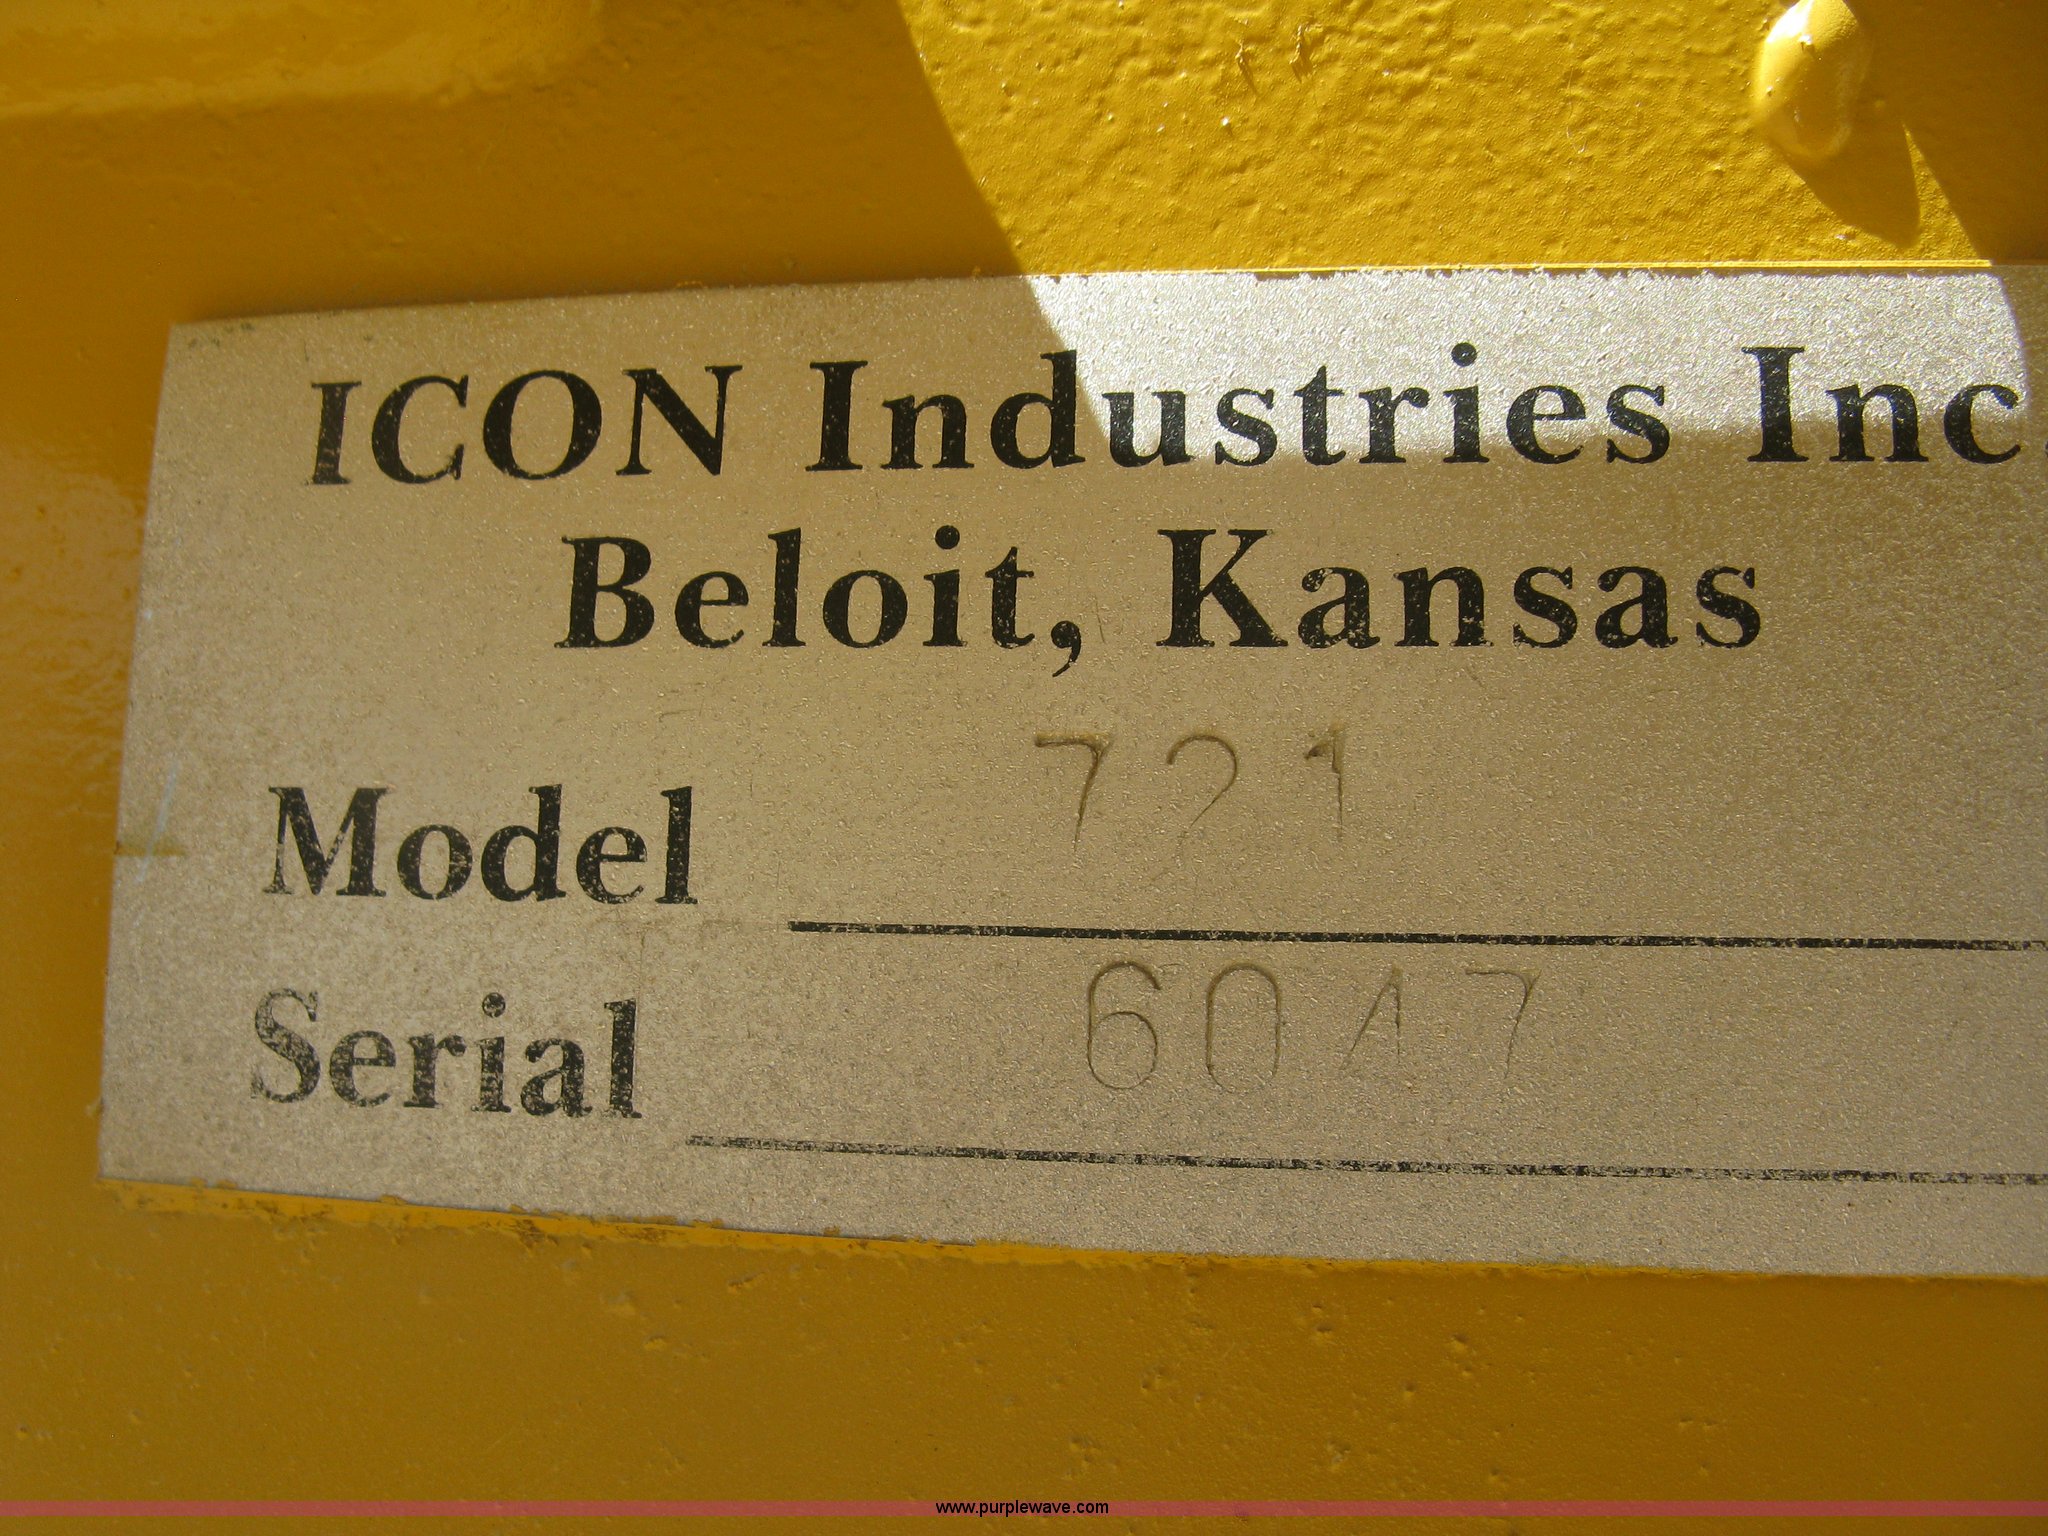 ICON Industries Inc.
Beloit, Kansas
Model 721
Serial 6047
www.purplewave.com